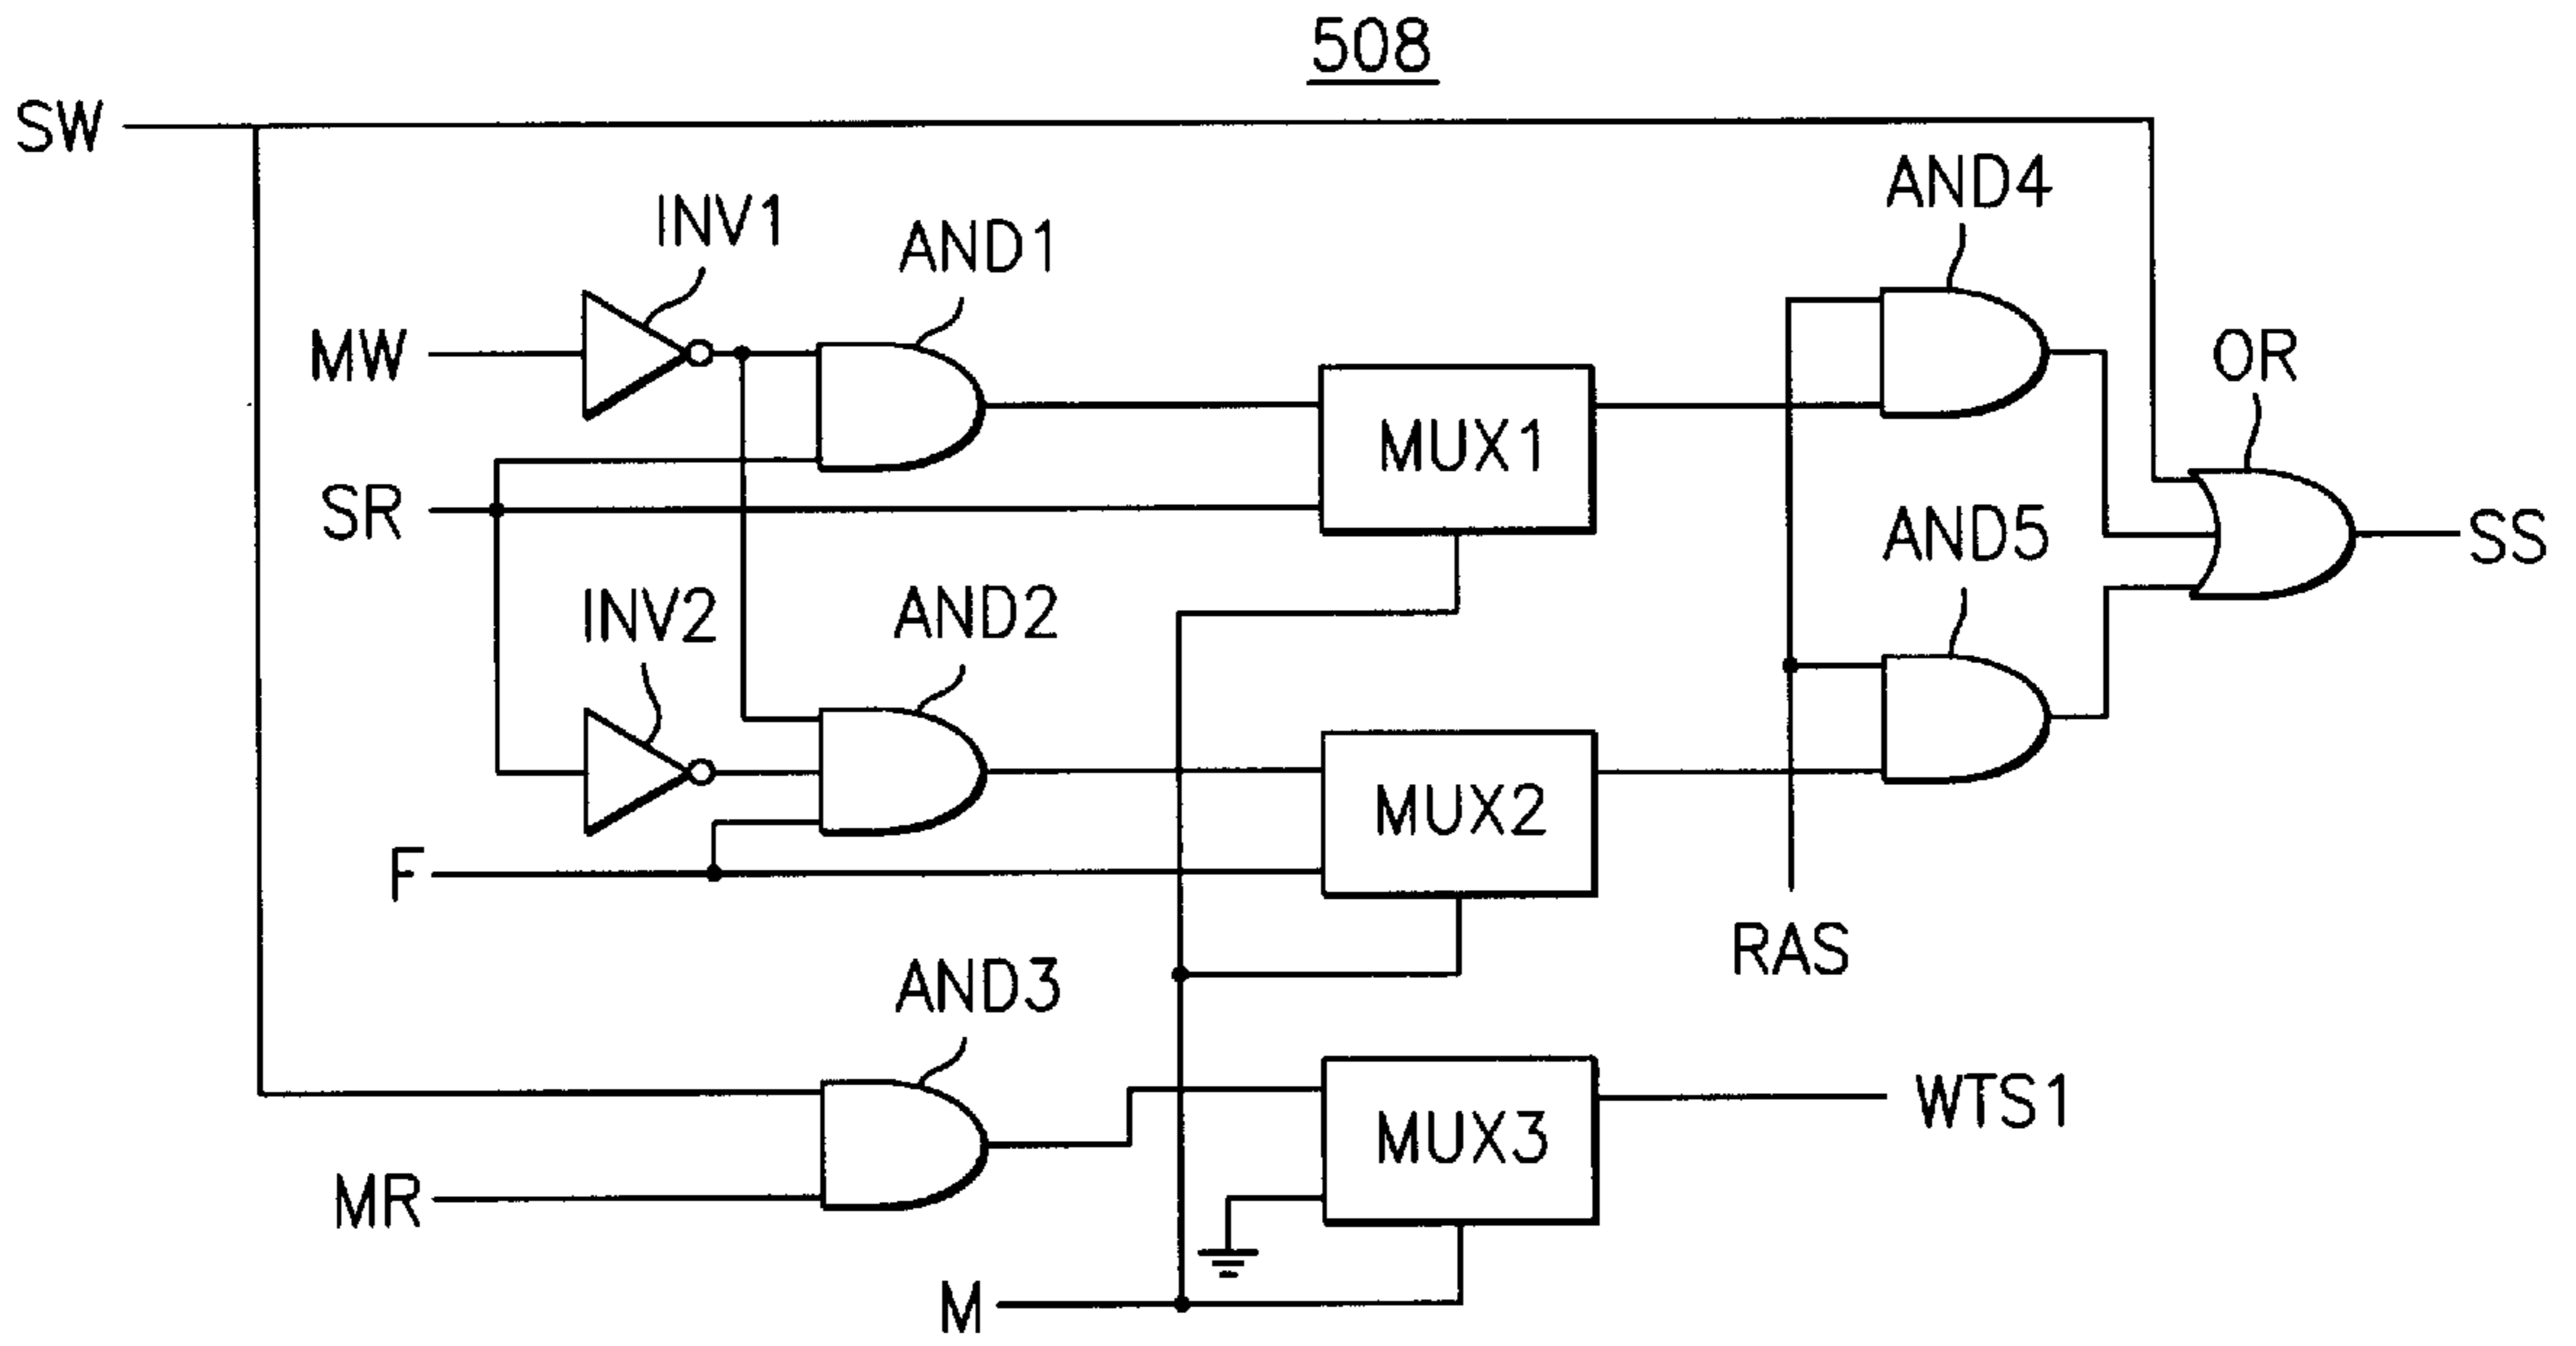 508
SW
AND4
INV1
AND1
MW
OR
MUX1
SR
AND5
SS
INV2
AND2
MUX2
F
RAS
AND3
MUX3
WTS1
MR
M